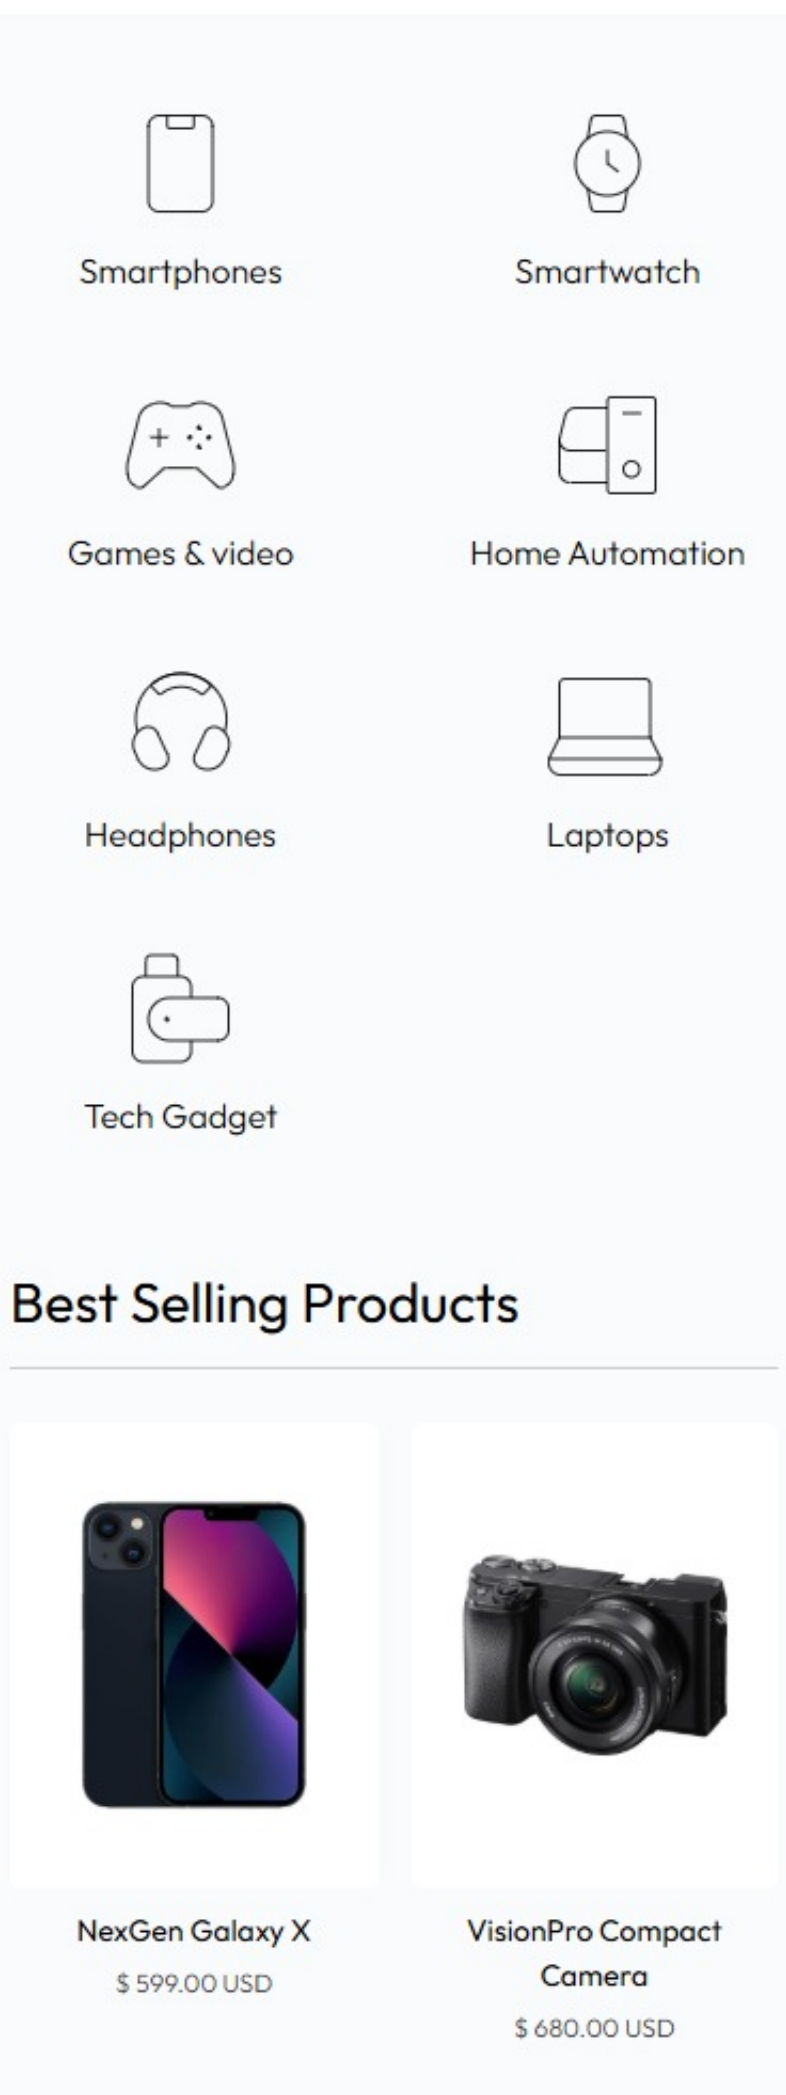 Smartphones
Smartwatch
Games & video
Home Automation
Headphones
Laptops
Tech Gadget
Best Selling Products
NexGen Galaxy X
$ 599.00 USD
VisionPro Compact
Camera
$ 680.00 USD